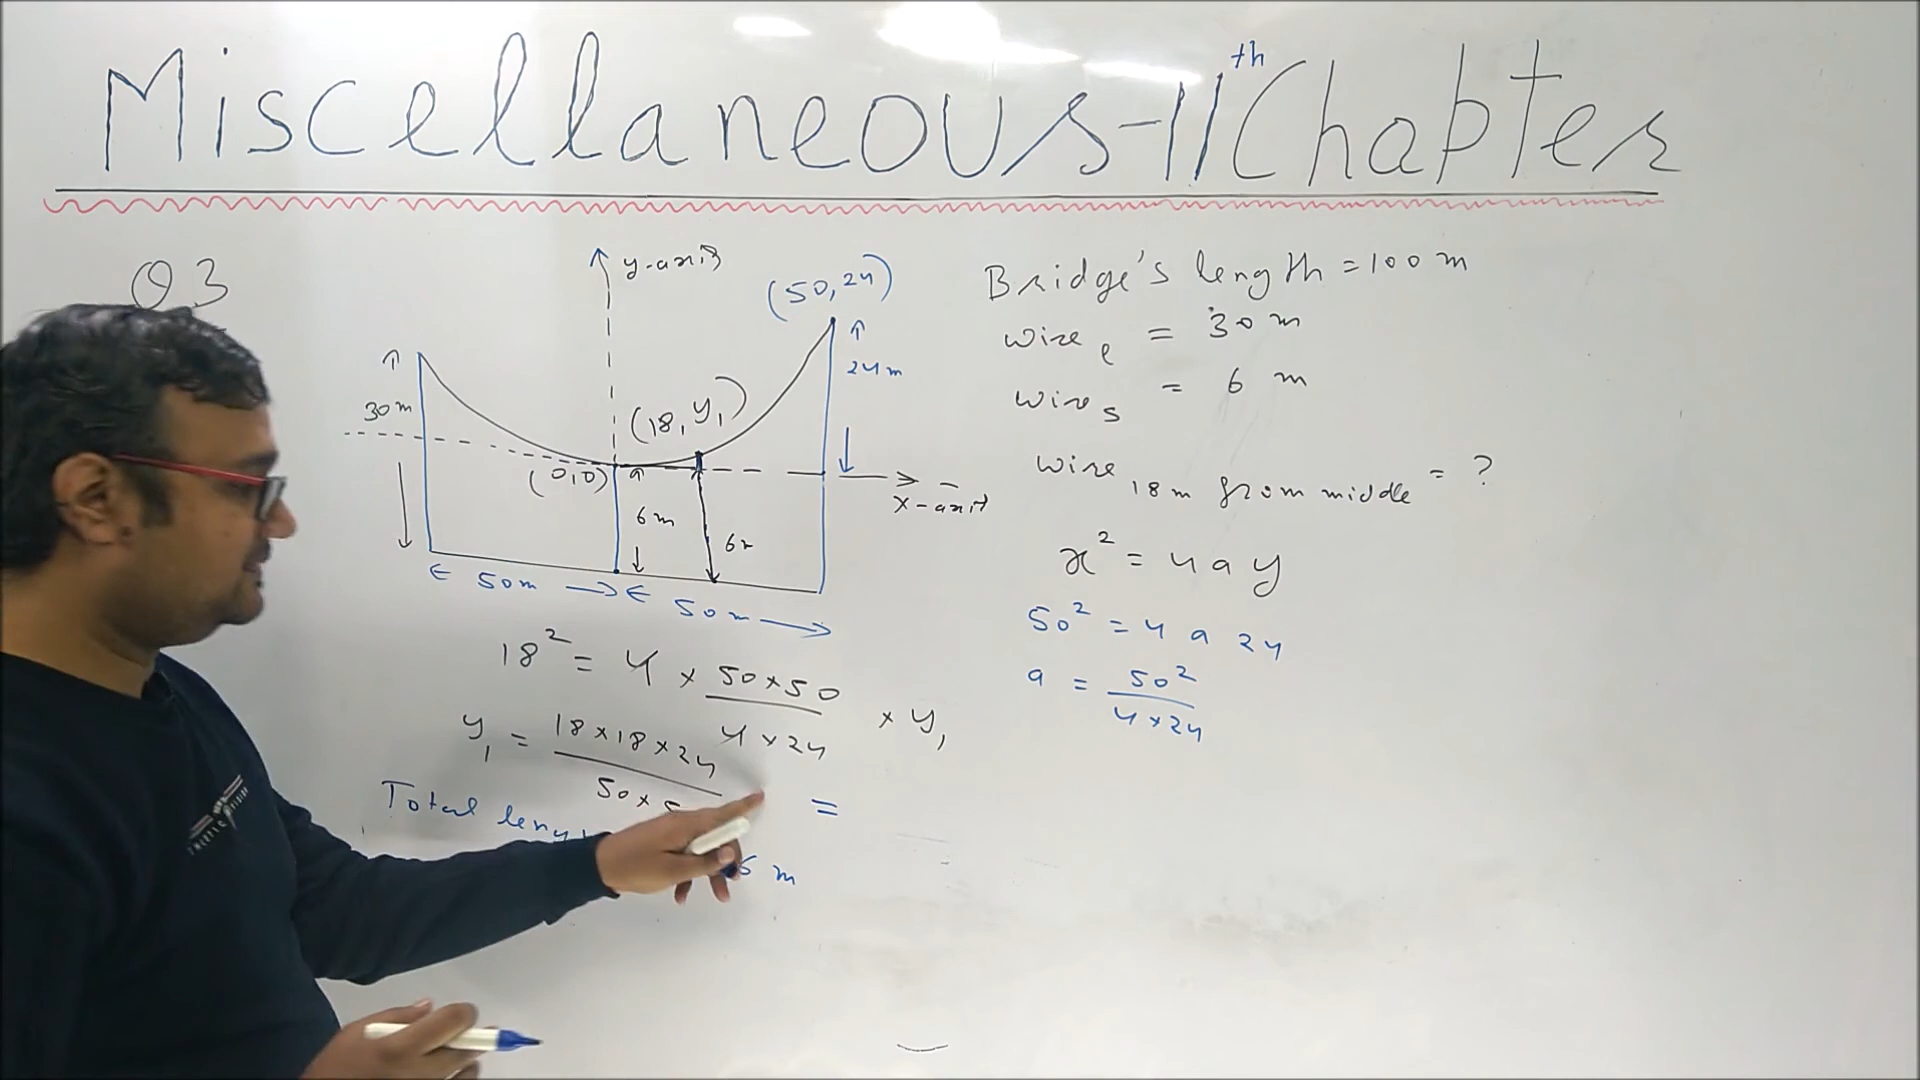 Miscellaneous-11th Chapter
Q3
y-axis
(50,24)
24m
30m
(18, y₁)
(0,0)
6m
x-axis
50m
50m
18² = 4 × 50×50 / 4×24 × y₁
y₁ = 18×18×24 / 50×5
=
Total leng
m
Bridge's length = 100 m
wire l = 30 m
wire s = 6 m
wire 18m from middle = ?
x² = 4 a y
50² = 4 a 24
a = 50² / 4×24